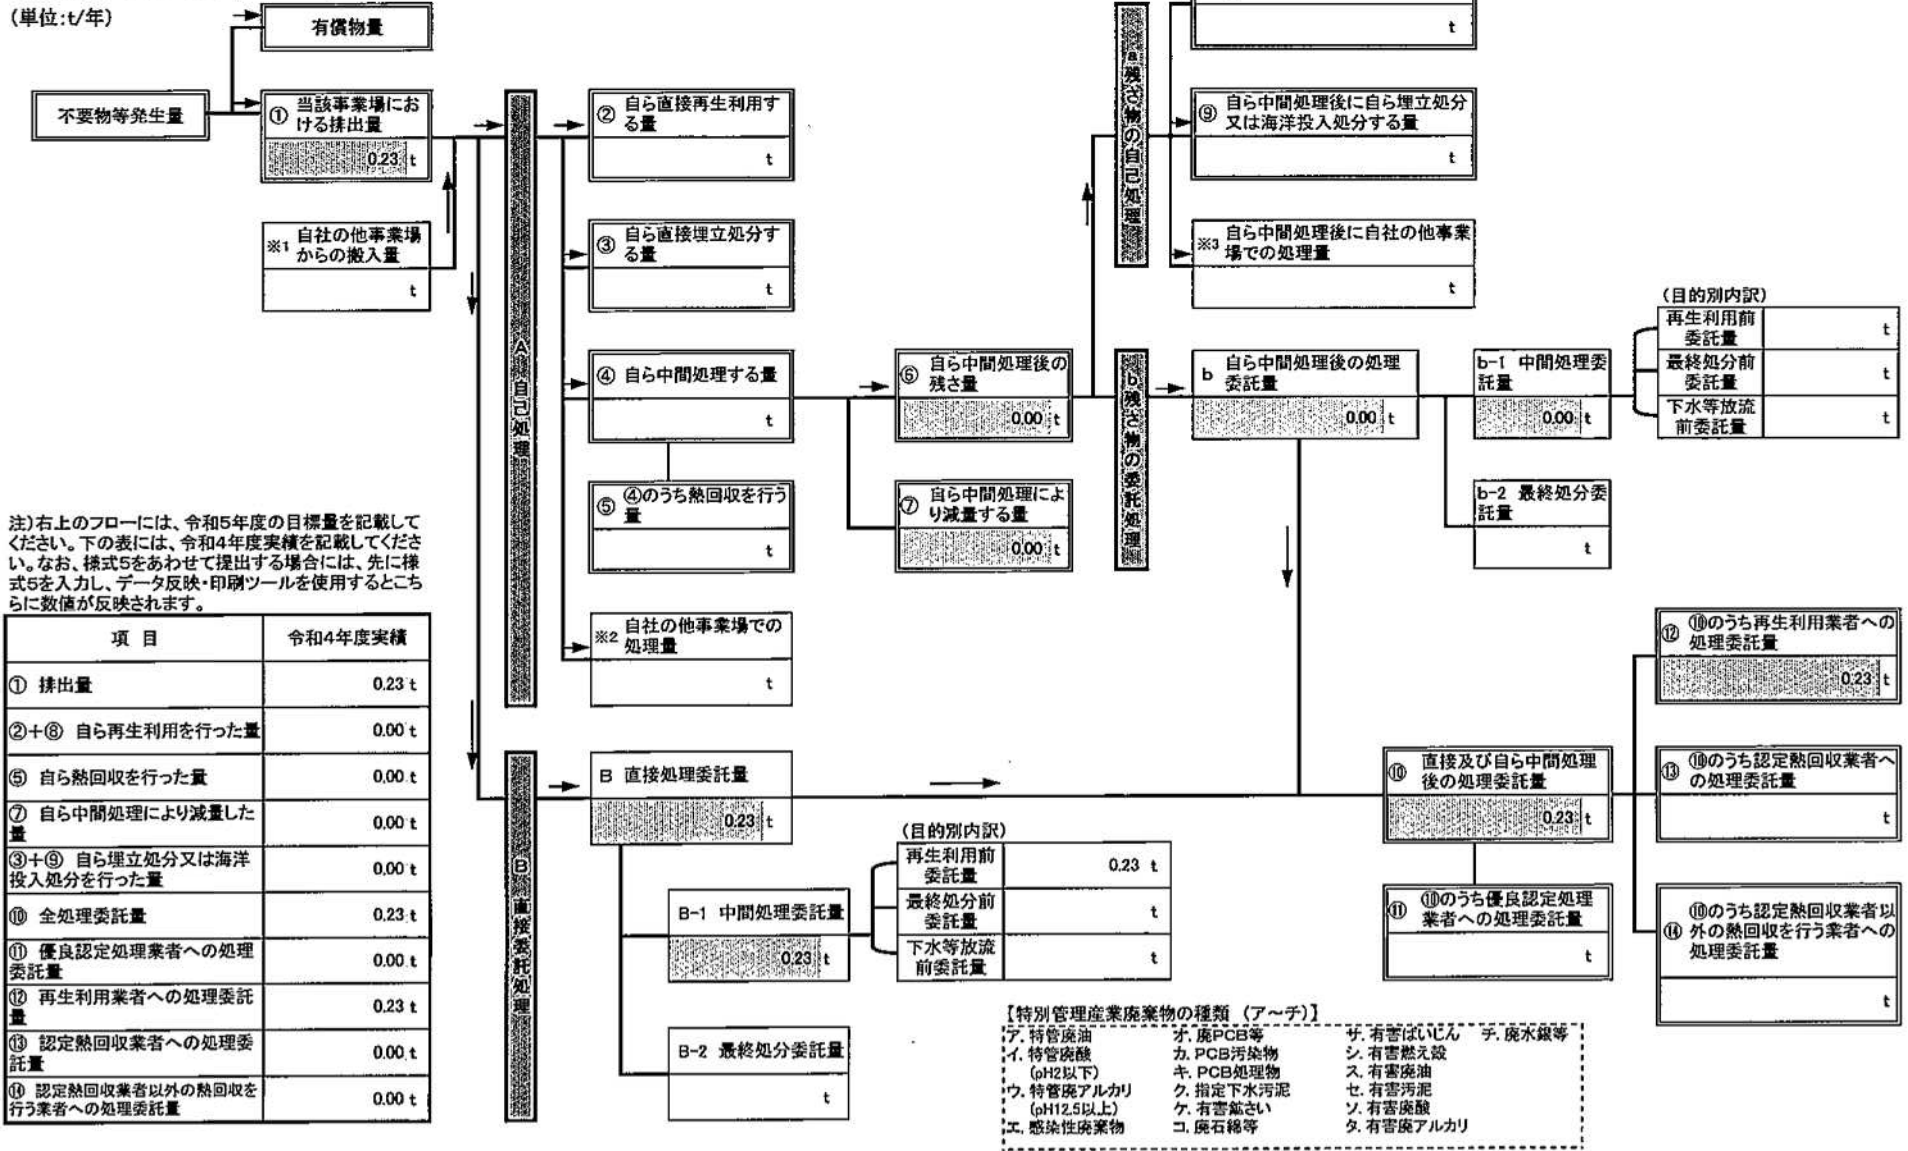 (単位:t/年)
有償物量
不要物等発生量
① 当該事業場にお
ける排出量
0.23 t
※1 自社の他事業場
からの搬入量
t
A 自己処理
② 自ら直接再生利用す
る量
t
③ 自ら直接埋立処分す
る量
t
④ 自ら中間処理する量
t
⑤ ④のうち熱回収を行う
量
t
※2 自社の他事業場での
処理量
t
⑥ 自ら中間処理後の
残さ量
0.00 t
⑦ 自ら中間処理によ
り減量する量
0.00 t
a 残さ物の自己処理
t
⑨ 自ら中間処理後に自ら埋立処分
又は海洋投入処分する量
t
※3 自ら中間処理後に自社の他事業
場での処理量
t
b 残さ物の委託処理
b 自ら中間処理後の処理
委託量
0.00 t
b-1 中間処理委
託量
0.00 t
b-2 最終処分委
託量
t
(目的別内訳)
再生利用前
委託量
t
最終処分前
委託量
t
下水等放流
前委託量
t
注)右上のフローには、令和5年度の目標量を記載して
ください。下の表には、令和4年度実績を記載してくださ
い。なお、様式5をあわせて提出する場合には、先に様
式5を入力し、データ反映・印刷ツールを使用するとこち
らに数値が反映されます。
項 目 令和4年度実績
① 排出量 0.23 t
②+⑧ 自ら再生利用を行った量 0.00 t
⑤ 自ら熱回収を行った量 0.00 t
⑦ 自ら中間処理により減量した
量 0.00 t
③+⑨ 自ら埋立処分又は海洋
投入処分を行った量 0.00 t
⑩ 全処理委託量 0.23 t
⑪ 優良認定処理業者への処理
委託量 0.00 t
⑫ 再生利用業者への処理委託
量 0.23 t
⑬ 認定熱回収業者への処理委
託量 0.00 t
⑭ 認定熱回収業者以外の熱回収を
行う業者への処理委託量 0.00 t
B 直接委託処理
B 直接処理委託量
0.23 t
B-1 中間処理委託量
0.23 t
B-2 最終処分委託量
t
(目的別内訳)
再生利用前
委託量
0.23 t
最終処分前
委託量
t
下水等放流
前委託量
t
⑩ 直接及び自ら中間処理
後の処理委託量
0.23 t
⑪ ⑩のうち優良認定処理
業者への処理委託量
t
⑫ ⑩のうち再生利用業者への
処理委託量
0.23 t
⑬ ⑩のうち認定熱回収業者へ
の処理委託量
t
⑭ ⑩のうち認定熱回収業者以
外の熱回収を行う業者への
処理委託量
t
【特別管理産業廃棄物の種類 (ア~チ)】
ア. 特管廃油 オ. 廃PCB等 サ. 有害ばいじん チ. 廃水銀等
イ. 特管廃酸 カ. PCB汚染物 シ. 有害燃え殻
(pH2以下) キ. PCB処理物 ス. 有害廃油
ウ. 特管廃アルカリ ク. 指定下水汚泥 セ. 有害汚泥
(pH12.5以上) ケ. 有害鉱さい ソ. 有害廃酸
エ. 感染性廃棄物 コ. 廃石綿等 タ. 有害廃アルカリ